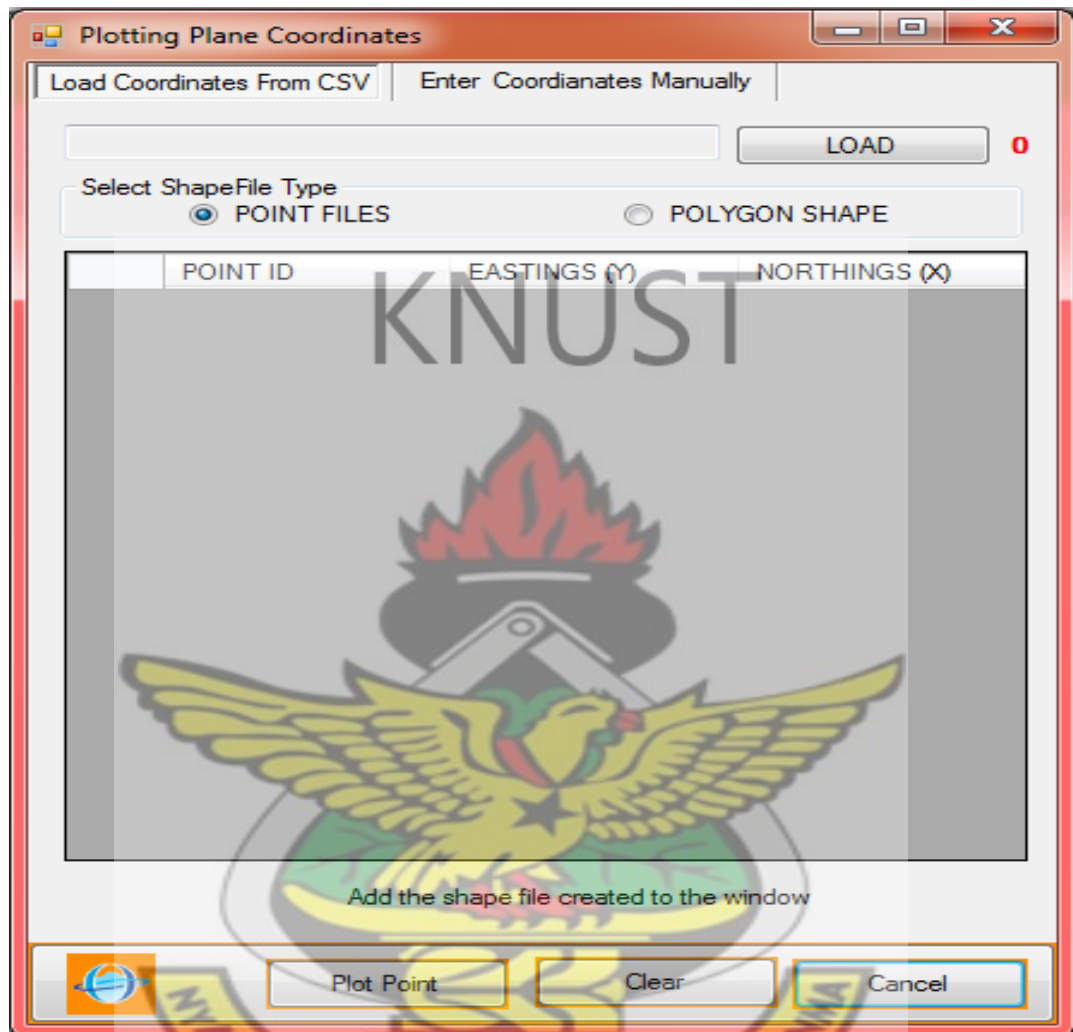 Plotting Plane Coordinates
Load Coordinates From CSV Enter Coordianates Manually
LOAD 0
Select ShapeFile Type
POINT FILES POLYGON SHAPE
POINT ID EASTINGS (Y) NORTHINGS (X)
KNUST
Add the shape file created to the window
Plot Point Clear Cancel